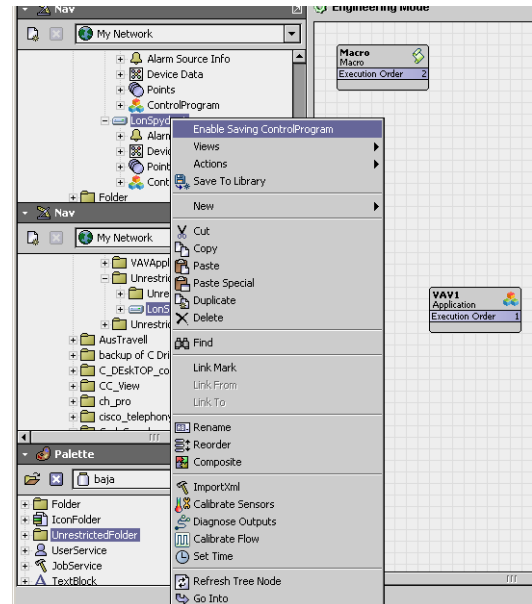 Nav
My Network
Alarm Source Info
Device Data
Points
ControlProgram
LonSpyd
Alarm
Devic
Point
Cont
Folder
Nav
My Network
VAVAppl
Unrestric
Unre
LonS
Unrestric
AusTravell
backup of C Dri
C_DEskTOP_co
CC_View
ch_pro
cisco_telephony
Palette
baja
Folder
IconFolder
UnrestrictedFolder
UserService
JobService
TextBlock
Enable Saving ControlProgram
Views
Actions
Save To Library
New
Cut
Copy
Paste
Paste Special
Duplicate
Delete
Find
Link Mark
Link From
Link To
Rename
Reorder
Composite
ImportXml
Calibrate Sensors
Diagnose Outputs
Calibrate Flow
Set Time
Refresh Tree Node
Go Into
Engineering Mode
Macro
Macro
Execution Order 2
VAV1
Application
Execution Order 1